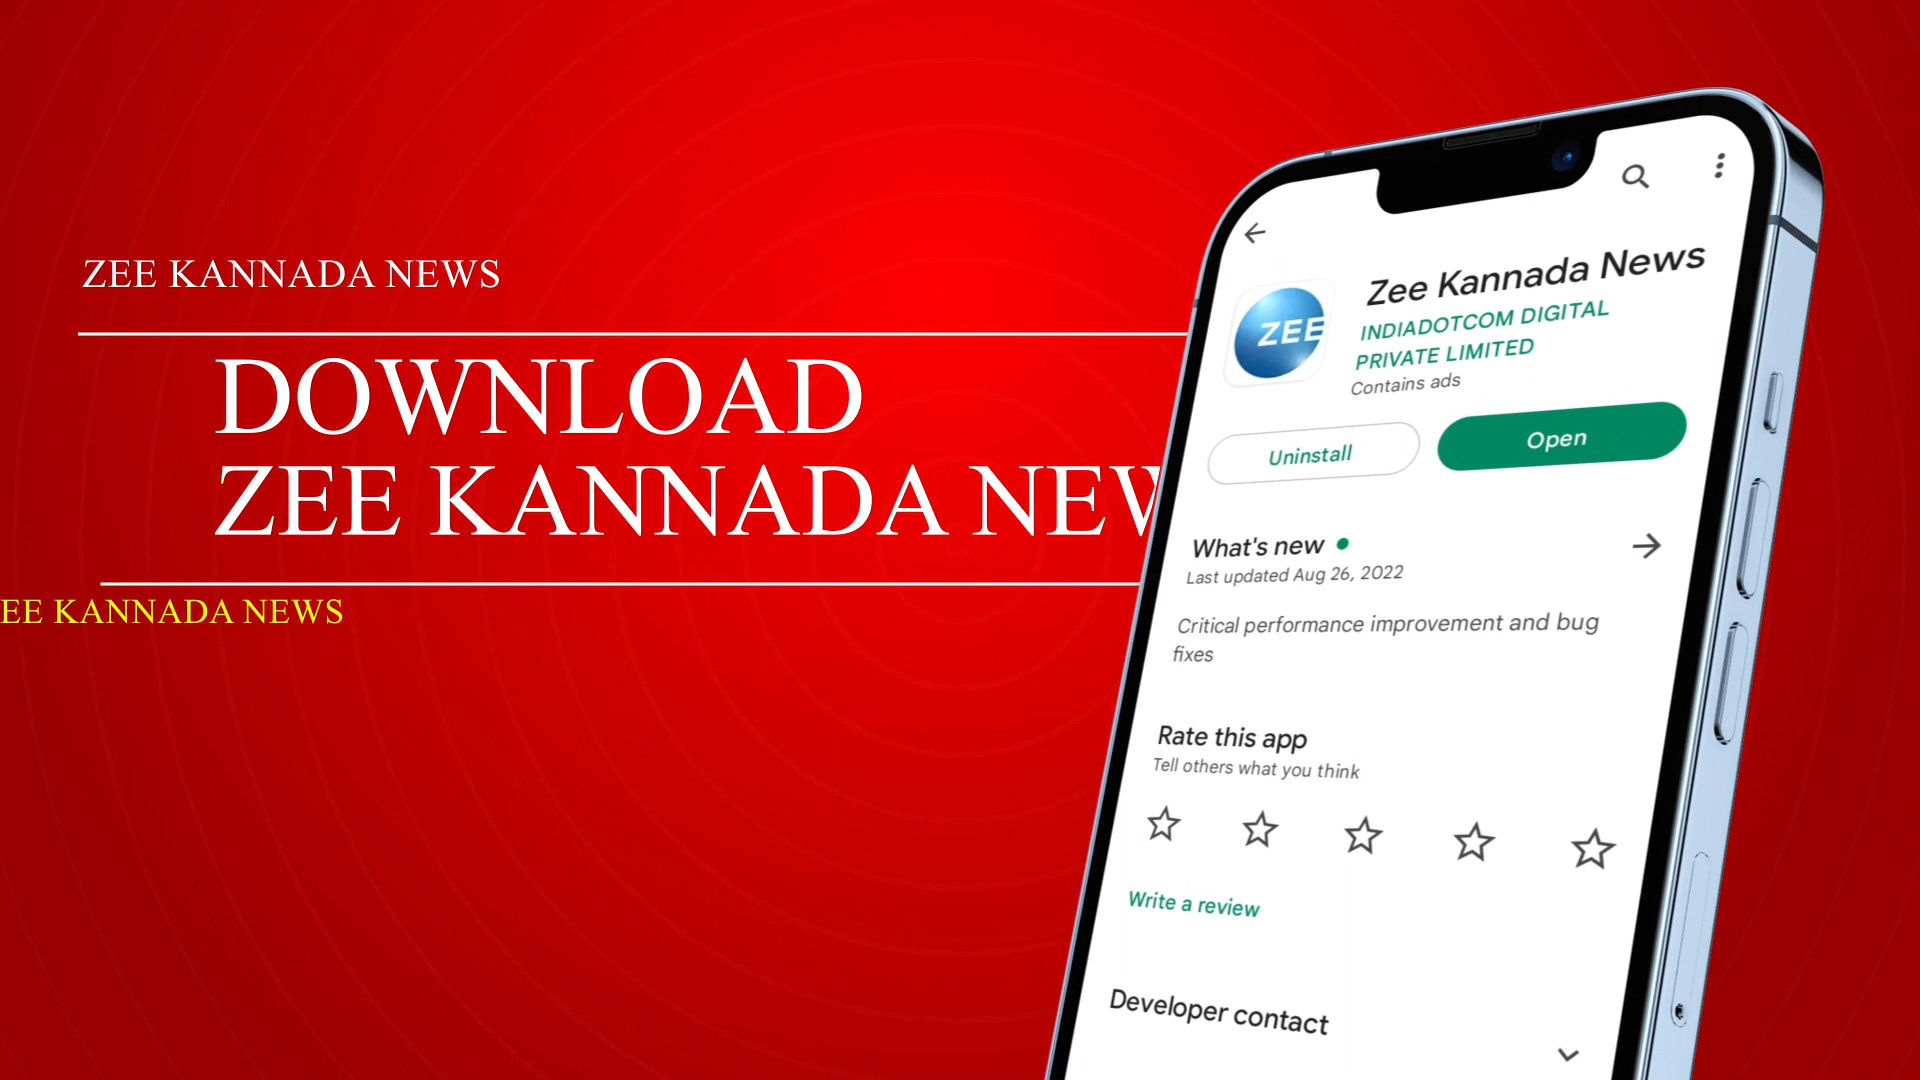 ZEE KANNADA NEWS
DOWNLOAD
ZEE KANNADA NEW
EE KANNADA NEWS
Zee Kannada News
ZEE
INDIADOTCOM DIGITAL
PRIVATE LIMITED
Contains ads
Uninstall
Open
What's new
Last updated Aug 26, 2022
Critical performance improvement and bug
fixes
Rate this app
Tell others what you think
Write a review
Developer contact